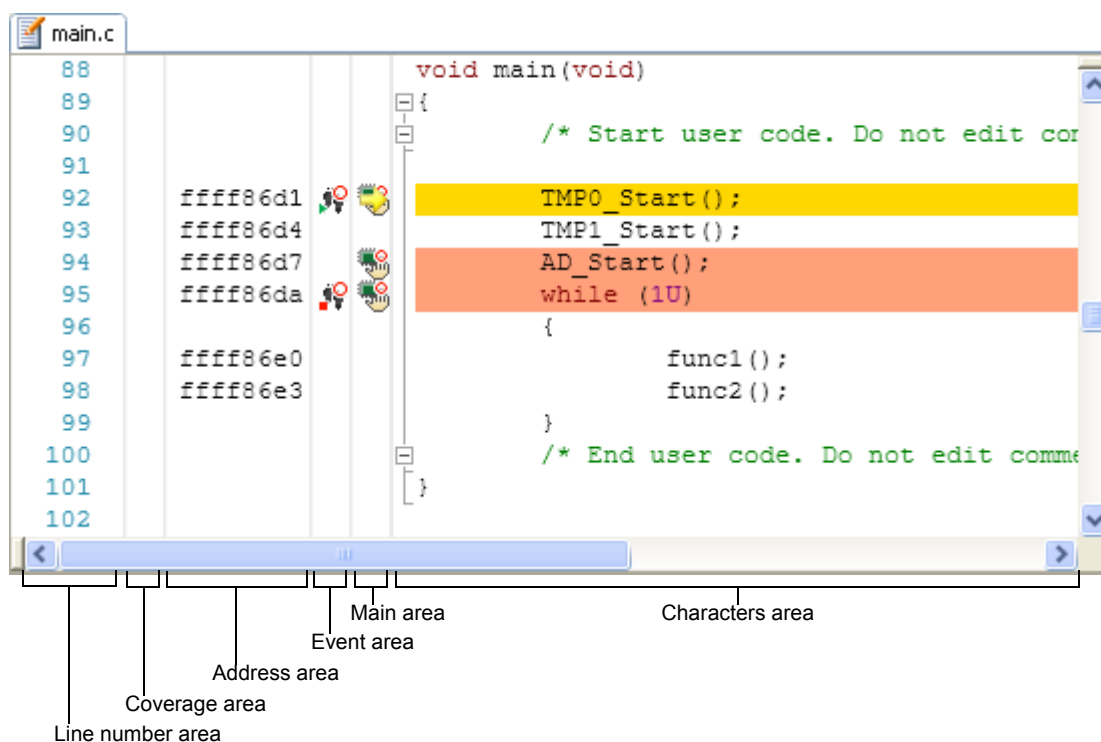 main.c
88 void main(void)
89 {
90 /* Start user code. Do not edit com
91
92 ffff86d1 TMP0_Start();
93 ffff86d4 TMP1_Start();
94 ffff86d7 AD_Start();
95 ffff86da while (1U)
96 {
97 ffff86e0 func1();
98 ffff86e3 func2();
99 }
100 /* End user code. Do not edit comme
101 }
102
Main area
Characters area
Event area
Address area
Coverage area
Line number area